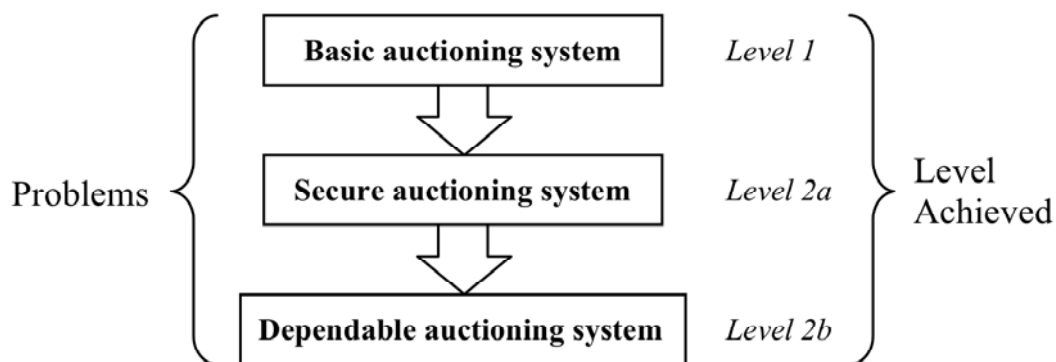 Basic auctioning system Level 1
Problems
Secure auctioning system Level 2a
Level
Achieved
Dependable auctioning system Level 2b